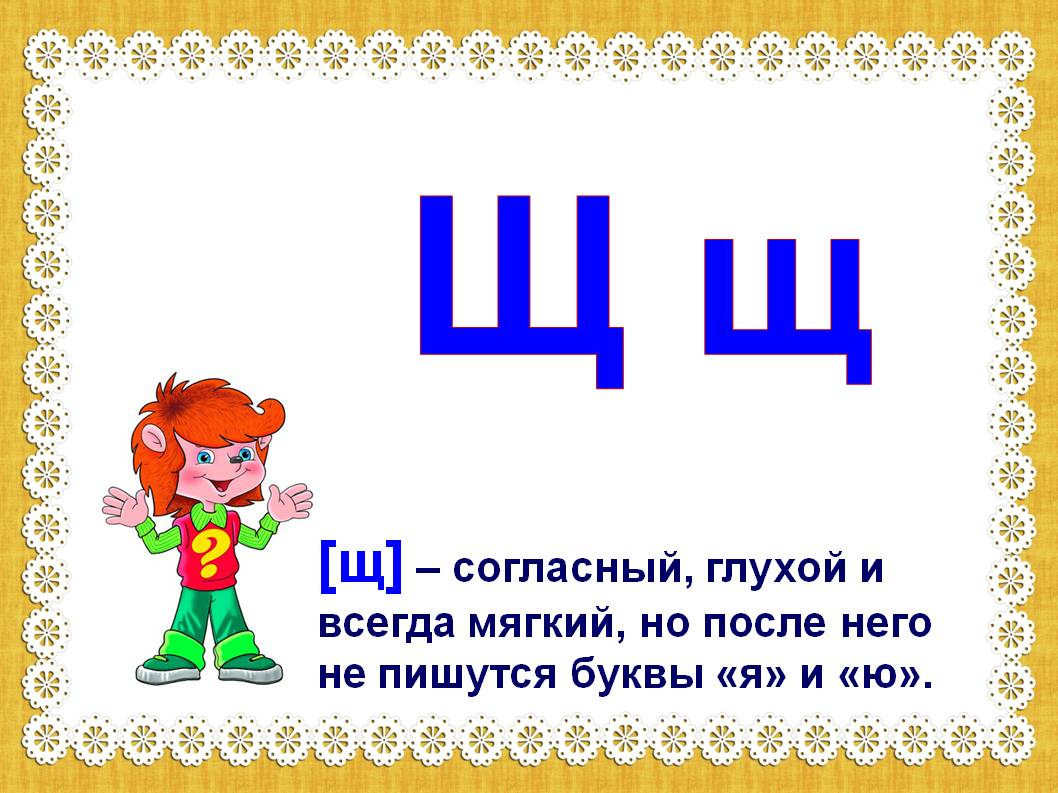 Щ щ
?
[щ] – согласный, глухой и
всегда мягкий, но после него
не пишутся буквы «я» и «ю».